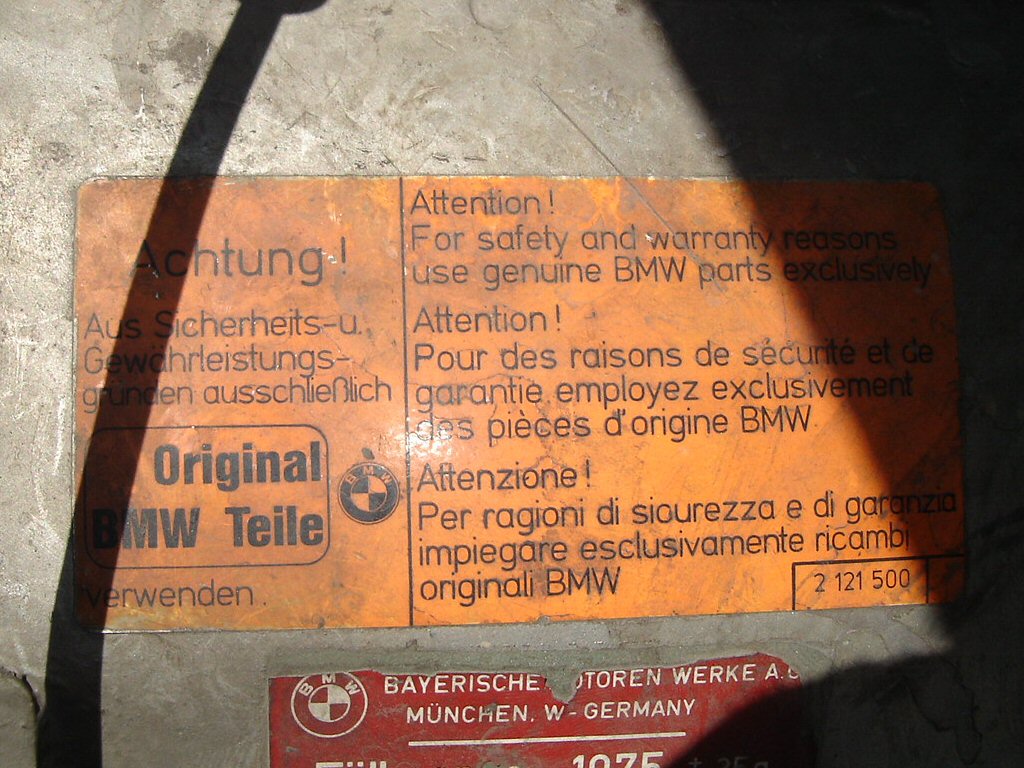 Achtung !
Aus Sicherheits-u.
Gewährleistungs-
gründen ausschließlich
Original
BMW Teile
BMW
verwenden.
Attention !
For safety and warranty reasons
use genuine BMW parts exclusively
Attention !
Pour des raisons de sécurité et de
garantie employez exclusivement
des pièces d'origine BMW
Attenzione !
Per ragioni di siourezza e di garanzia
impiegare esclusivamente ricambi
originali BMW
2 121 500
BMW
BAYERISCHE WERKE A.G
MÜNCHEN. W-GERMANY
1075 ± 25g